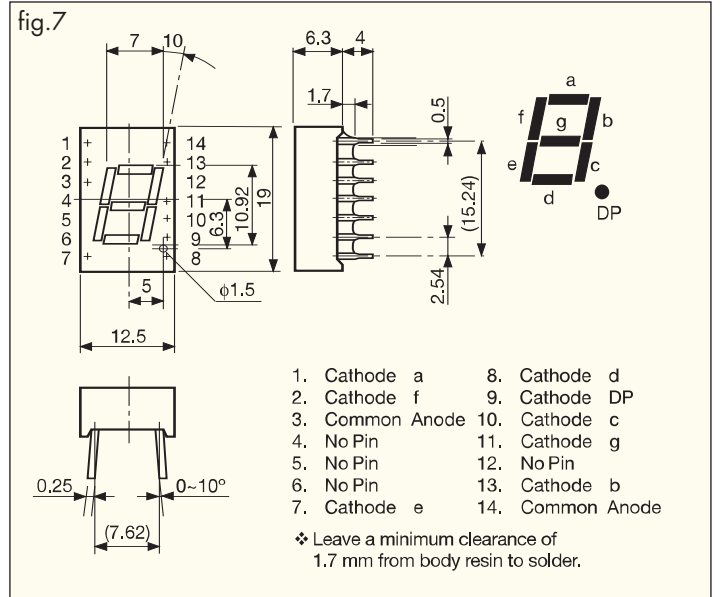 fig.7
7 10
6.3 4
1.7
0.5
a
f g b
e c
d
DP
1 14
2 13
3 12
4 11
5 10
6 9
7 8
6.3
10.92
19
(15.24)
2.54
5
φ1.5
12.5
0.25 0~10°
(7.62)
1. Cathode a 8. Cathode d
2. Cathode f 9. Cathode DP
3. Common Anode 10. Cathode c
4. No Pin 11. Cathode g
5. No Pin 12. No Pin
6. No Pin 13. Cathode b
7. Cathode e 14. Common Anode
❖ Leave a minimum clearance of
1.7 mm from body resin to solder.